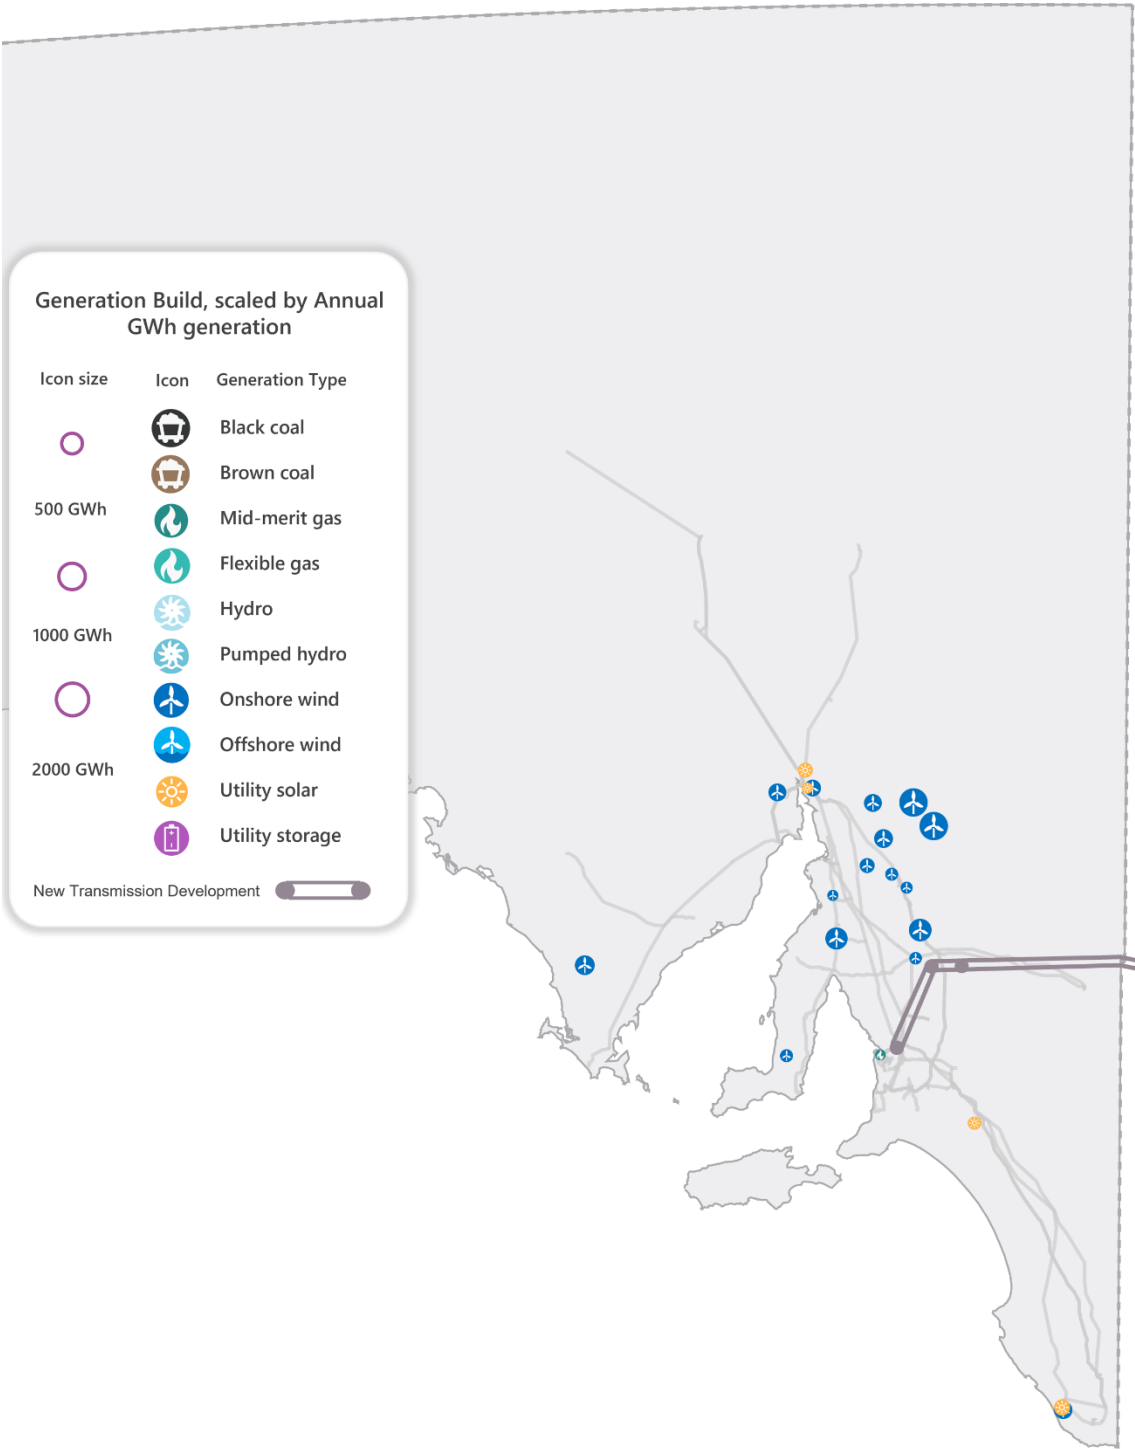 Generation Build, scaled by Annual
GWh generation
Icon size Icon Generation Type
Black coal
Brown coal
500 GWh
Mid-merit gas
Flexible gas
Hydro
1000 GWh
Pumped hydro
Onshore wind
Offshore wind
2000 GWh
Utility solar
Utility storage
New Transmission Development